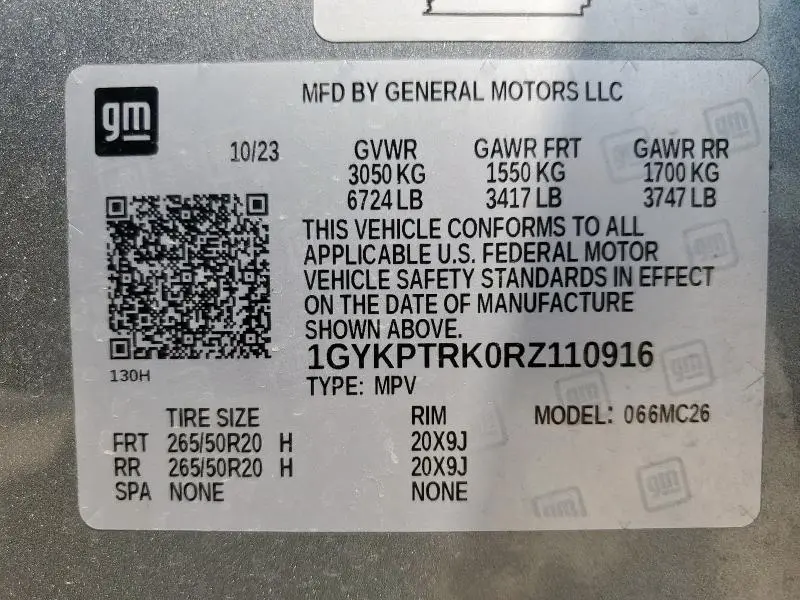 gm
MFD BY GENERAL MOTORS LLC
10/23 GVWR GAWR FRT GAWR RR
3050 KG 1550 KG 1700 KG
6724 LB 3417 LB 3747 LB
THIS VEHICLE CONFORMS TO ALL
APPLICABLE U.S. FEDERAL MOTOR
VEHICLE SAFETY STANDARDS IN EFFECT
ON THE DATE OF MANUFACTURE
SHOWN ABOVE.
1GYKPTRK0RZ110916
130H
TYPE: MPV
TIRE SIZE RIM MODEL: 066MC26
FRT 265/50R20 H 20X9J
RR 265/50R20 H 20X9J
SPA NONE NONE